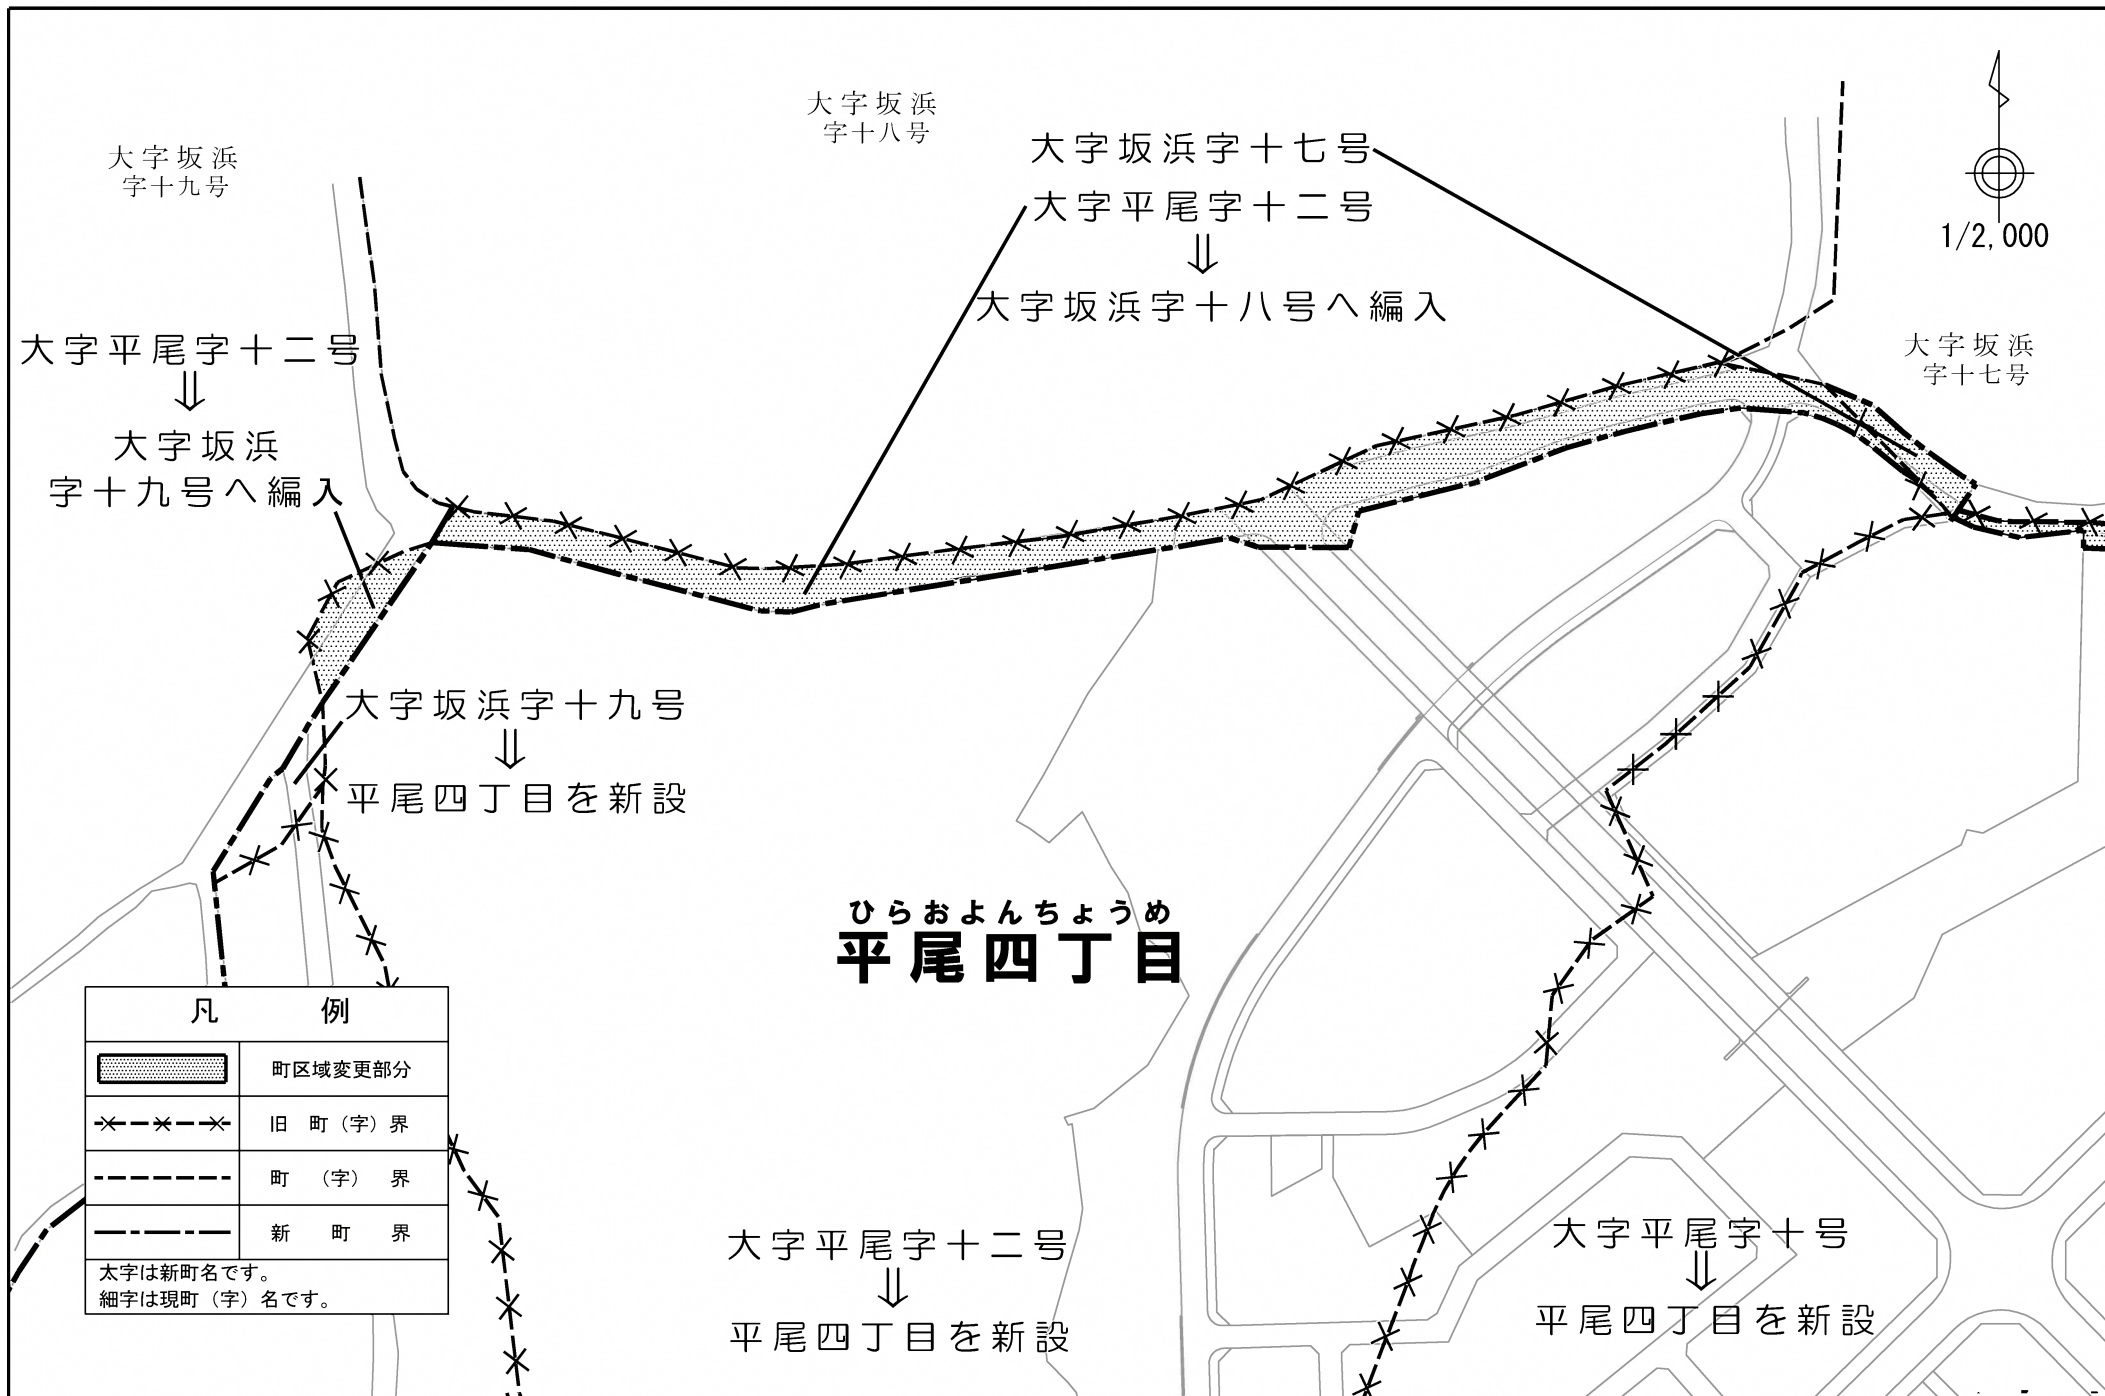 大字坂浜
字十八号
大字坂浜
字十九号
大字坂浜字十七号
大字平尾字十二号
⇓
大字坂浜字十八号へ編入
1/2,000
大字坂浜
字十七号
大字平尾字十二号
⇓
大字坂浜
字十九号へ編入
大字坂浜字十九号
⇓
平尾四丁目を新設
ひらおよんちょうめ
平尾四丁目
凡 例
町区域変更部分
旧 町(字)界
町 (字) 界
新 町 界
太字は新町名です。
細字は現町(字)名です。
大字平尾字十二号
⇓
平尾四丁目を新設
大字平尾字十号
⇓
平尾四丁目を新設